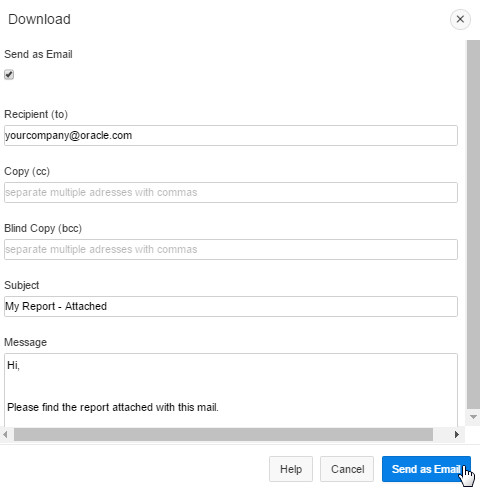 Download
Send as Email
Recipient (to)
yourcompany@oracle.com
Copy (cc)
separate multiple adresses with commas
Blind Copy (bcc)
separate multiple adresses with commas
Subject
My Report - Attached
Message
Hi,
Please find the report attached with this mail.
Help Cancel Send as Email